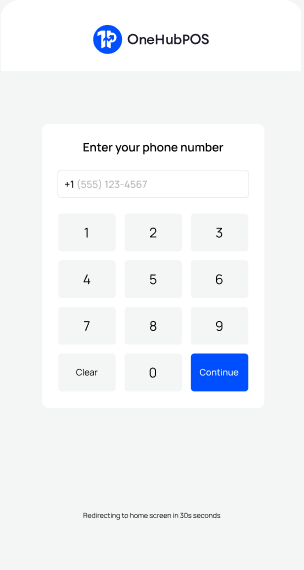 OneHubPOS
Enter your phone number
+1 (555) 123-4567
1 2 3
4 5 6
7 8 9
Clear 0 Continue
Redirecting to home screen in 30s seconds